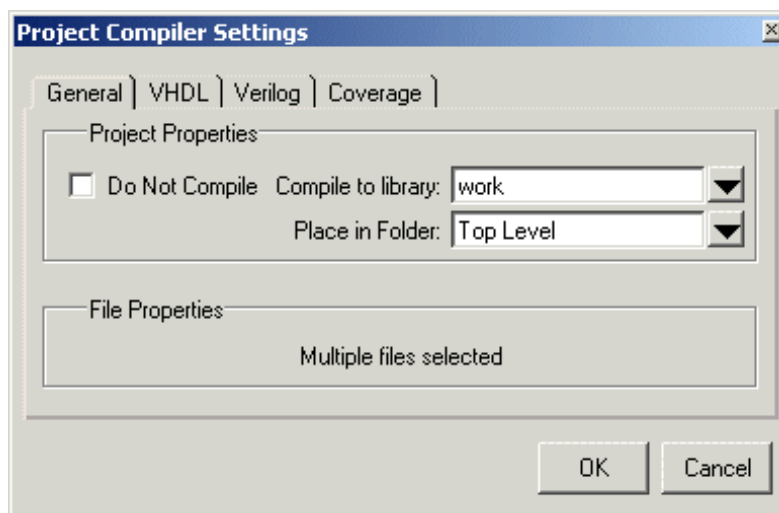 Project Compiler Settings
General VHDL Verilog Coverage
Project Properties
Do Not Compile Compile to library: work
Place in Folder: Top Level
File Properties
Multiple files selected
OK Cancel